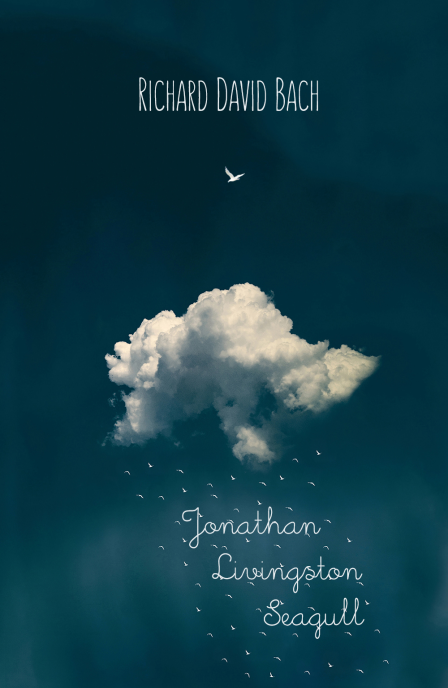 RICHARD DAVID BACH
Jonathan
Livingston
Seagull